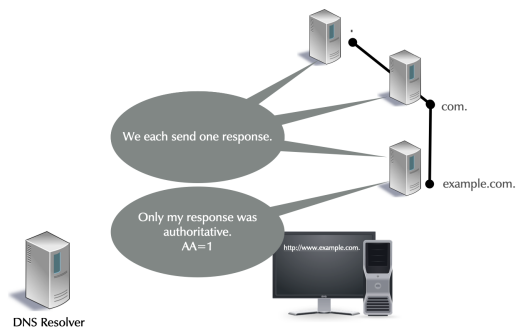 .
com.
We each send one response.
example.com.
Only my response was
authoritative.
AA=1
http://www.example.com.
DNS Resolver